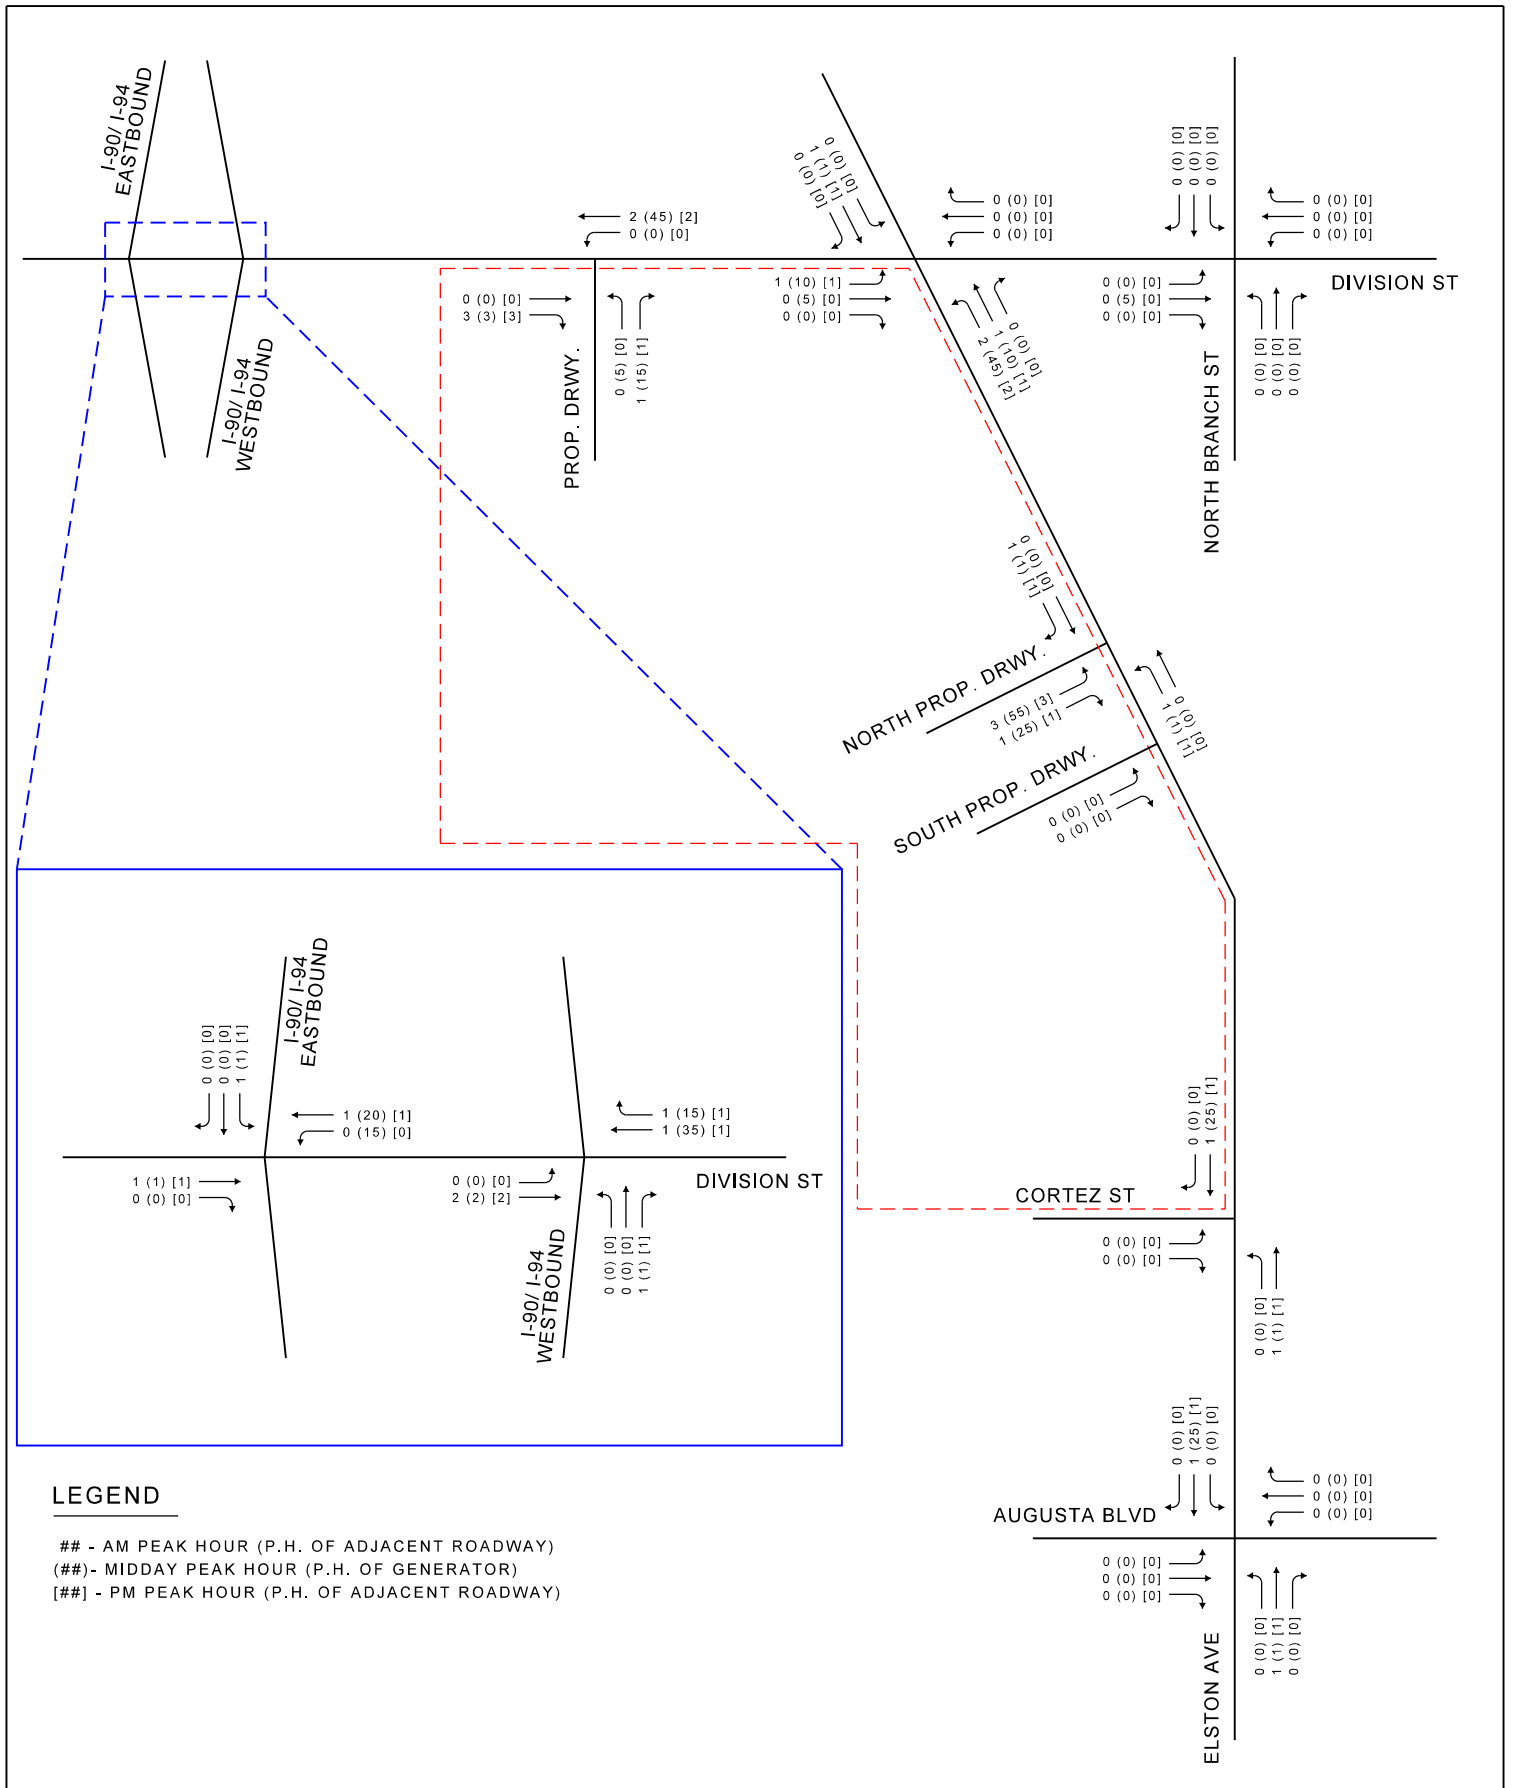 I-90/ I-94
EASTBOUND
I-90/ I-94
WESTBOUND
2 (45) [2]
0 (0) [0]
0 (0) [0]
3 (3) [3]
0 (5) [0]
1 (15) [1]
PROP. DRWY.
0 (0) [0]
1 (1) [1]
0 (0) [0]
0 (0) [0]
0 (0) [0]
0 (0) [0]
1 (10) [1]
0 (5) [0]
0 (0) [0]
0 (0) [0]
1 (10) [1]
2 (45) [2]
0 (0) [0]
0 (0) [0]
0 (0) [0]
0 (0) [0]
0 (0) [0]
0 (0) [0]
DIVISION ST
0 (0) [0]
0 (5) [0]
0 (0) [0]
0 (0) [0]
0 (0) [0]
0 (0) [0]
NORTH BRANCH ST
0 (0) [0]
1 (1) [1]
NORTH PROP. DRWY.
3 (55) [3]
1 (25) [1]
0 (0) [0]
1 (1) [1]
SOUTH PROP. DRWY.
0 (0) [0]
0 (0) [0]
I-90/ I-94
EASTBOUND
0 (0) [0]
0 (0) [0]
1 (1) [1]
1 (20) [1]
0 (15) [0]
1 (15) [1]
1 (35) [1]
1 (1) [1]
0 (0) [0]
0 (0) [0]
2 (2) [2]
DIVISION ST
0 (0) [0]
0 (0) [0]
1 (1) [1]
I-90/ I-94
WESTBOUND
0 (0) [0]
1 (25) [1]
CORTEZ ST
0 (0) [0]
0 (0) [0]
0 (0) [0]
1 (1) [1]
0 (0) [0]
1 (25) [1]
0 (0) [0]
0 (0) [0]
0 (0) [0]
0 (0) [0]
AUGUSTA BLVD
0 (0) [0]
0 (0) [0]
0 (0) [0]
0 (0) [0]
1 (1) [1]
0 (0) [0]
ELSTON AVE
LEGEND
## - AM PEAK HOUR (P.H. OF ADJACENT ROADWAY)
(##)- MIDDAY PEAK HOUR (P.H. OF GENERATOR)
[##] - PM PEAK HOUR (P.H. OF ADJACENT ROADWAY)